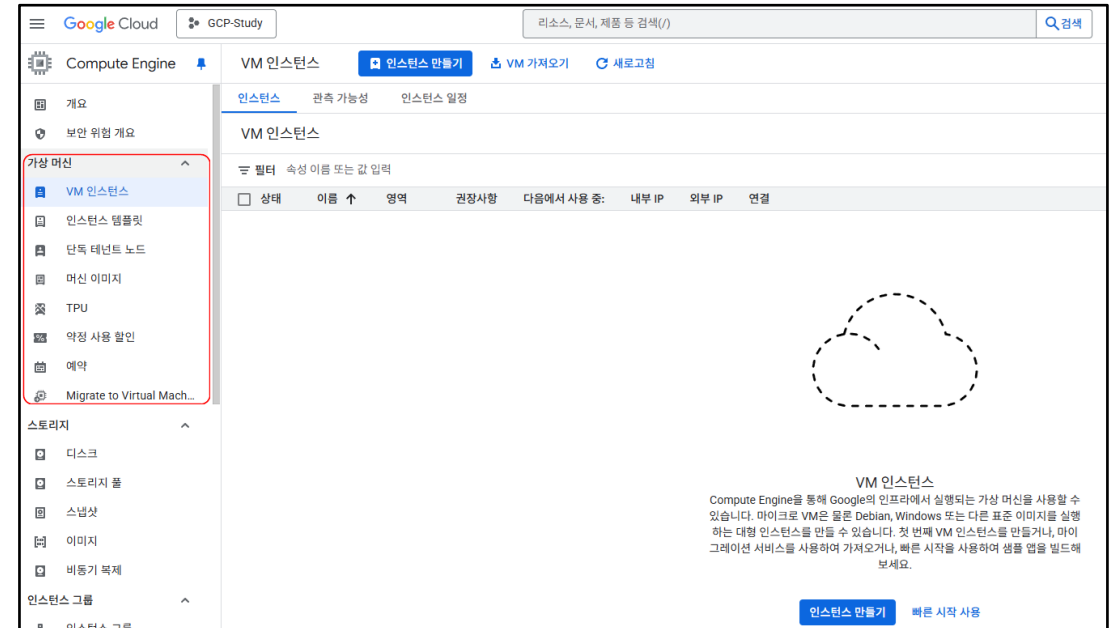 Google Cloud
GCP-Study
리소스, 문서, 제품 등 검색(/)
검색
Compute Engine
VM 인스턴스
인스턴스 만들기
VM 가져오기
새로고침
개요
보안 위험 개요
가상 머신
VM 인스턴스
인스턴스 템플릿
단독 테넌트 노드
머신 이미지
TPU
약정 사용 할인
예약
Migrate to Virtual Mach...
스토리지
디스크
스토리지 풀
스냅샷
이미지
비동기 복제
인스턴스 그룹
인스턴스 그룹
인스턴스
관측 가능성
인스턴스 일정
VM 인스턴스
필터 속성 이름 또는 값 입력
상태 이름 영역 권장사항 다음에서 사용 중: 내부 IP 외부 IP 연결
VM 인스턴스
Compute Engine을 통해 Google의 인프라에서 실행되는 가상 머신을 사용할 수
있습니다. 마이크로 VM은 물론 Debian, Windows 또는 다른 표준 이미지를 실행
하는 대형 인스턴스를 만들 수 있습니다. 첫 번째 VM 인스턴스를 만들거나, 마이
그레이션 서비스를 사용하여 가져오거나, 빠른 시작을 사용하여 샘플 앱을 빌드해
보세요.
인스턴스 만들기
빠른 시작 사용